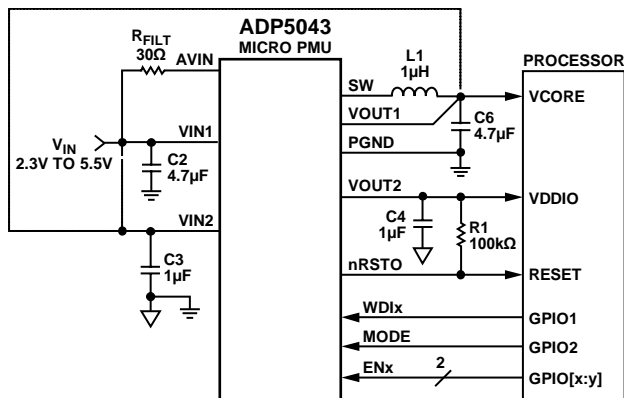 ADP5043
MICRO PMU
RFILT
30Ω
AVIN
VIN
2.3V TO 5.5V
VIN1
C2
4.7µF
VIN2
C3
1µF
SW
L1
1µH
VOUT1
PGND
C6
4.7µF
VOUT2
C4
1µF
R1
100kΩ
nRSTO
WDIx
MODE
ENx
2
PROCESSOR
VCORE
VDDIO
RESET
GPIO1
GPIO2
GPIO[x:y]